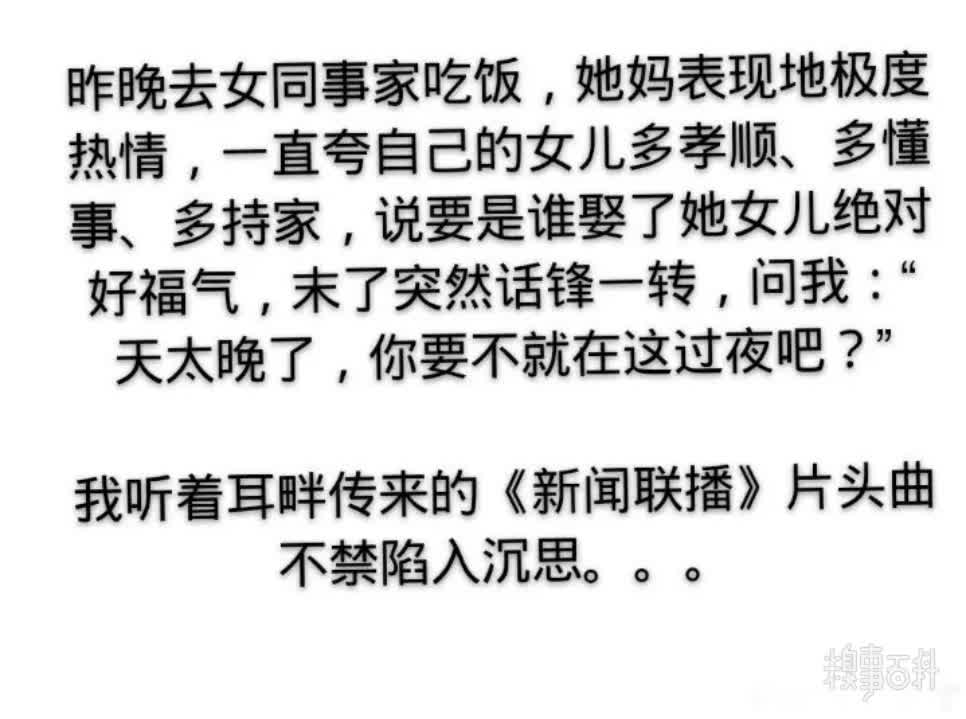 昨晚去女同事家吃饭，她妈表现地极度
热情，一直夸自己的女儿多孝顺、多懂
事、多持家，说要是谁娶了她女儿绝对
好福气，末了突然话锋一转，问我：“
天太晚了，你要不就在这过夜吧？”
我听着耳畔传来的《新闻联播》片头曲
不禁陷入沉思。。。
糗事百科